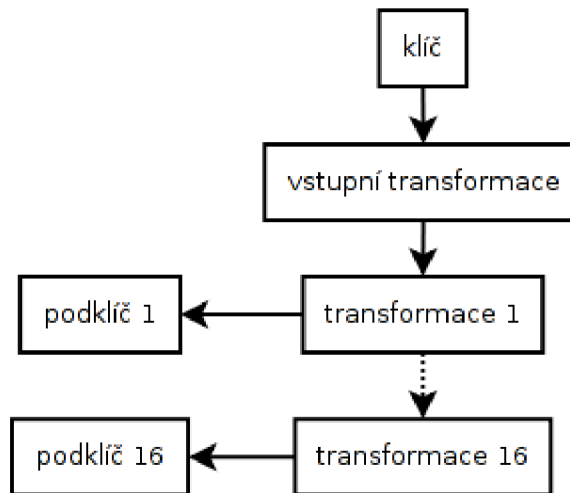 klíč
vstupní transformace
podklíč 1
transformace 1
podklíč 16
transformace 16